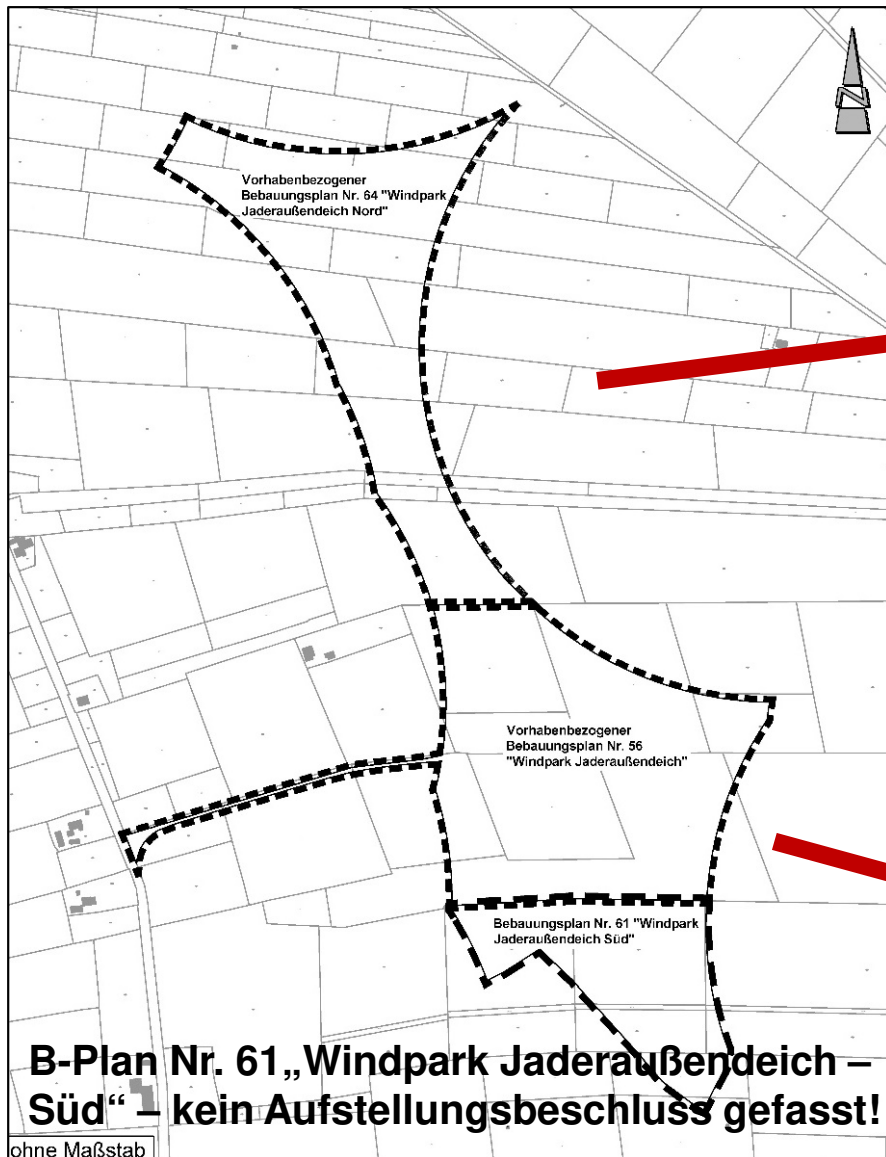 Vorhabenbezogener
Bebauungsplan Nr. 64 "Windpark
Jaderaußendeich Nord"
Vorhabenbezogener
Bebauungsplan Nr. 56
"Windpark Jaderaußendeich"
Bebauungsplan Nr. 61 "Windpark
Jaderaußendeich Süd"
B-Plan Nr. 61„Windpark Jaderaußendeich –
Süd“ – kein Aufstellungsbeschluss gefasst!
ohne Maßstab